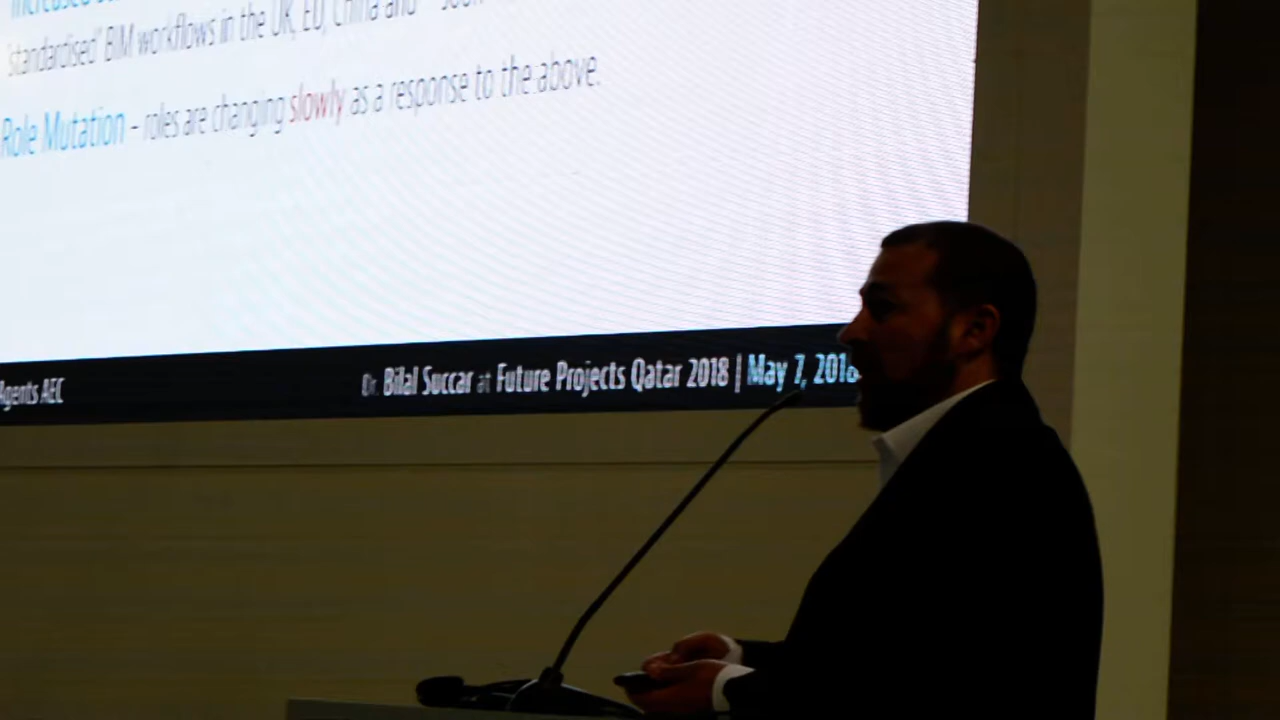 Increased
'standardised' BIM workflows in the UK, EU, China and
Role Mutation – roles are changing slowly as a response to the above.
Agents AEC
Dr. Bilal Succar at Future Projects Qatar 2018 | May 7, 2018